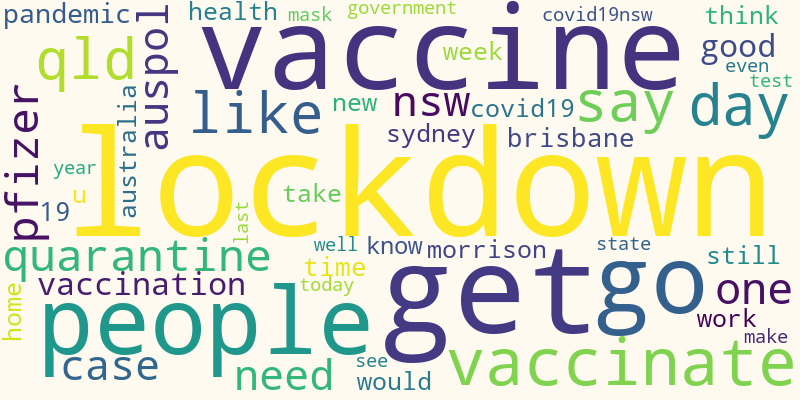 pandemic
auspol
health
mask
government
covid19nsw
think
qld
vaccine
week
good
even
test
pfizer
australia
like
new
nsw
covid19
say
day
sydney
brisbane
lockdown
year
u
19
take
last
quarantine
well
know
morrison
state
still
vaccination
time
get
go
one
home
people
today
work
make
case
need
see
would
vaccinate